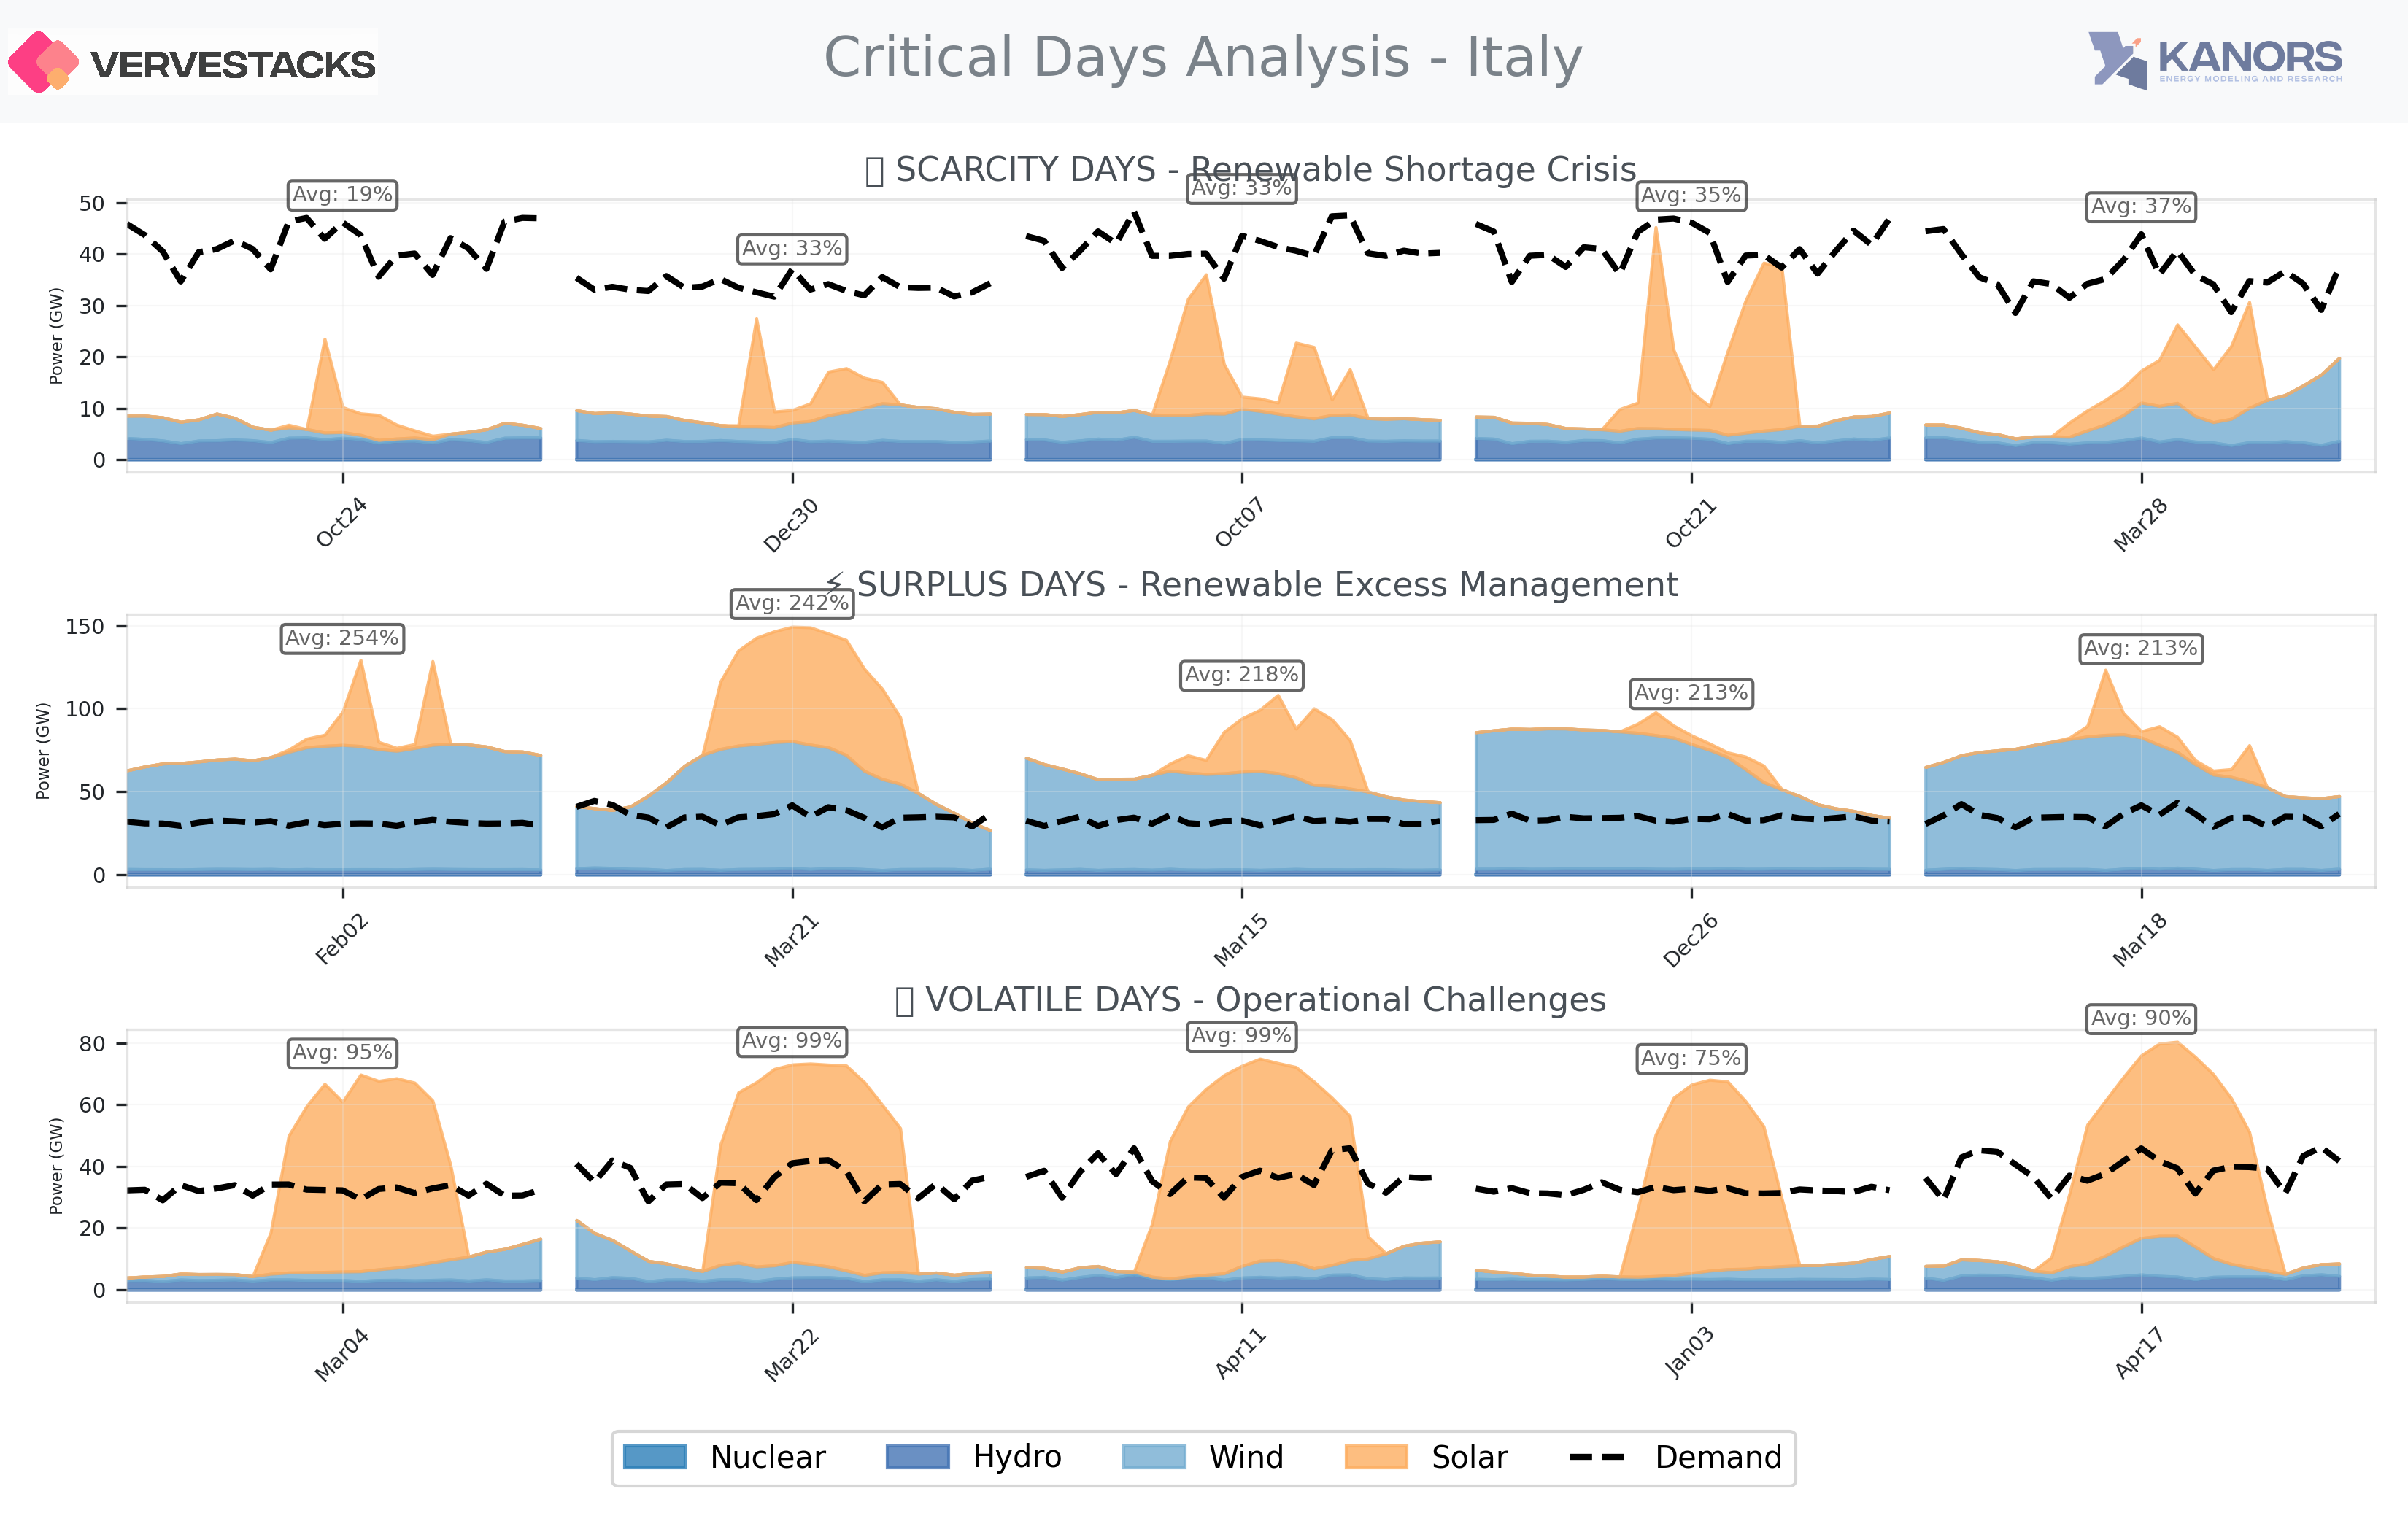 VERVESTACKS
Critical Days Analysis - Italy
KANORS
ENERGY MODELING AND RESEARCH
SCARCITY DAYS - Renewable Shortage Crisis
Avg: 19%
Avg: 33%
Avg: 33%
Avg: 35%
Avg: 37%
Power (GW)
50
40
30
20
10
0
Oct24
Dec30
Oct07
Oct21
Mar28
⚡ SURPLUS DAYS - Renewable Excess Management
Avg: 254%
Avg: 242%
Avg: 218%
Avg: 213%
Avg: 213%
Power (GW)
150
100
50
0
Feb02
Mar21
Mar15
Dec26
Mar18
VOLATILE DAYS - Operational Challenges
Avg: 95%
Avg: 99%
Avg: 99%
Avg: 75%
Avg: 90%
Power (GW)
80
60
40
20
0
Mar04
Mar22
Apr11
Jan03
Apr17
Nuclear Hydro Wind Solar Demand